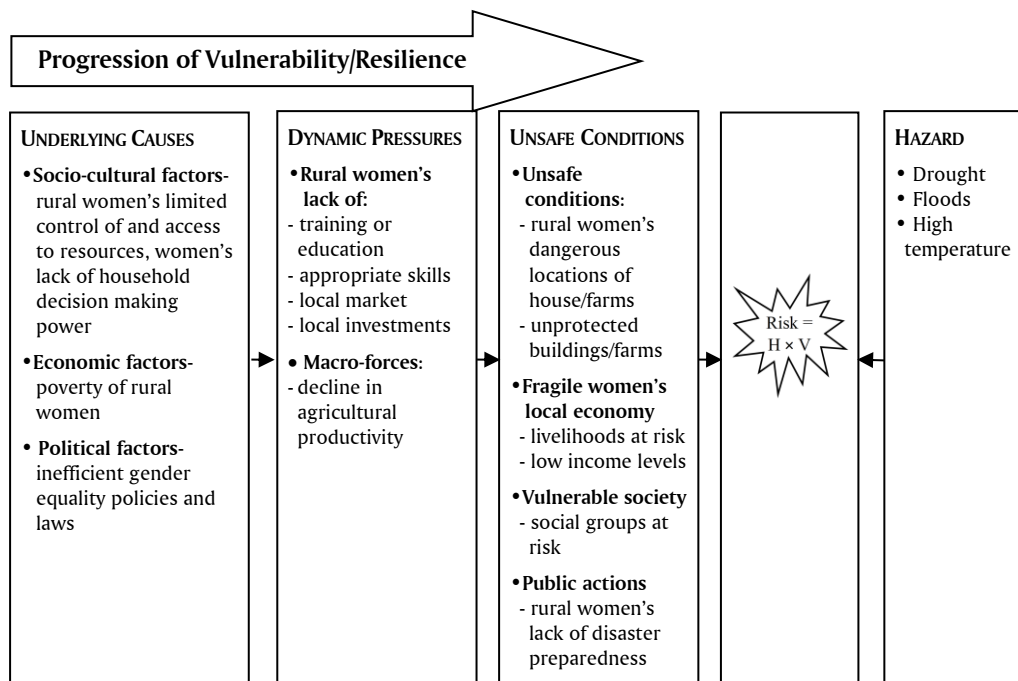 Progression of Vulnerability/Resilience
UNDERLYING CAUSES
•Socio-cultural factors-
rural women's limited
control of and access
to resources, women's
lack of household
decision making
power
•Economic factors-
poverty of rural
women
• Political factors-
inefficient gender
equality policies and
laws
DYNAMIC PRESSURES
•Rural women's
lack of:
- training or
education
- appropriate skills
- local market
- local investments
• Macro-forces:
- decline in
agricultural
productivity
UNSAFE CONDITIONS
•Unsafe
conditions:
- rural women's
dangerous
locations of
house/farms
- unprotected
buildings/farms
•Fragile women's
local economy
- livelihoods at risk
- low income levels
•Vulnerable society
- social groups at
risk
•Public actions
- rural women's
lack of disaster
preparedness
Risk =
H × V
HAZARD
• Drought
• Floods
• High
temperature